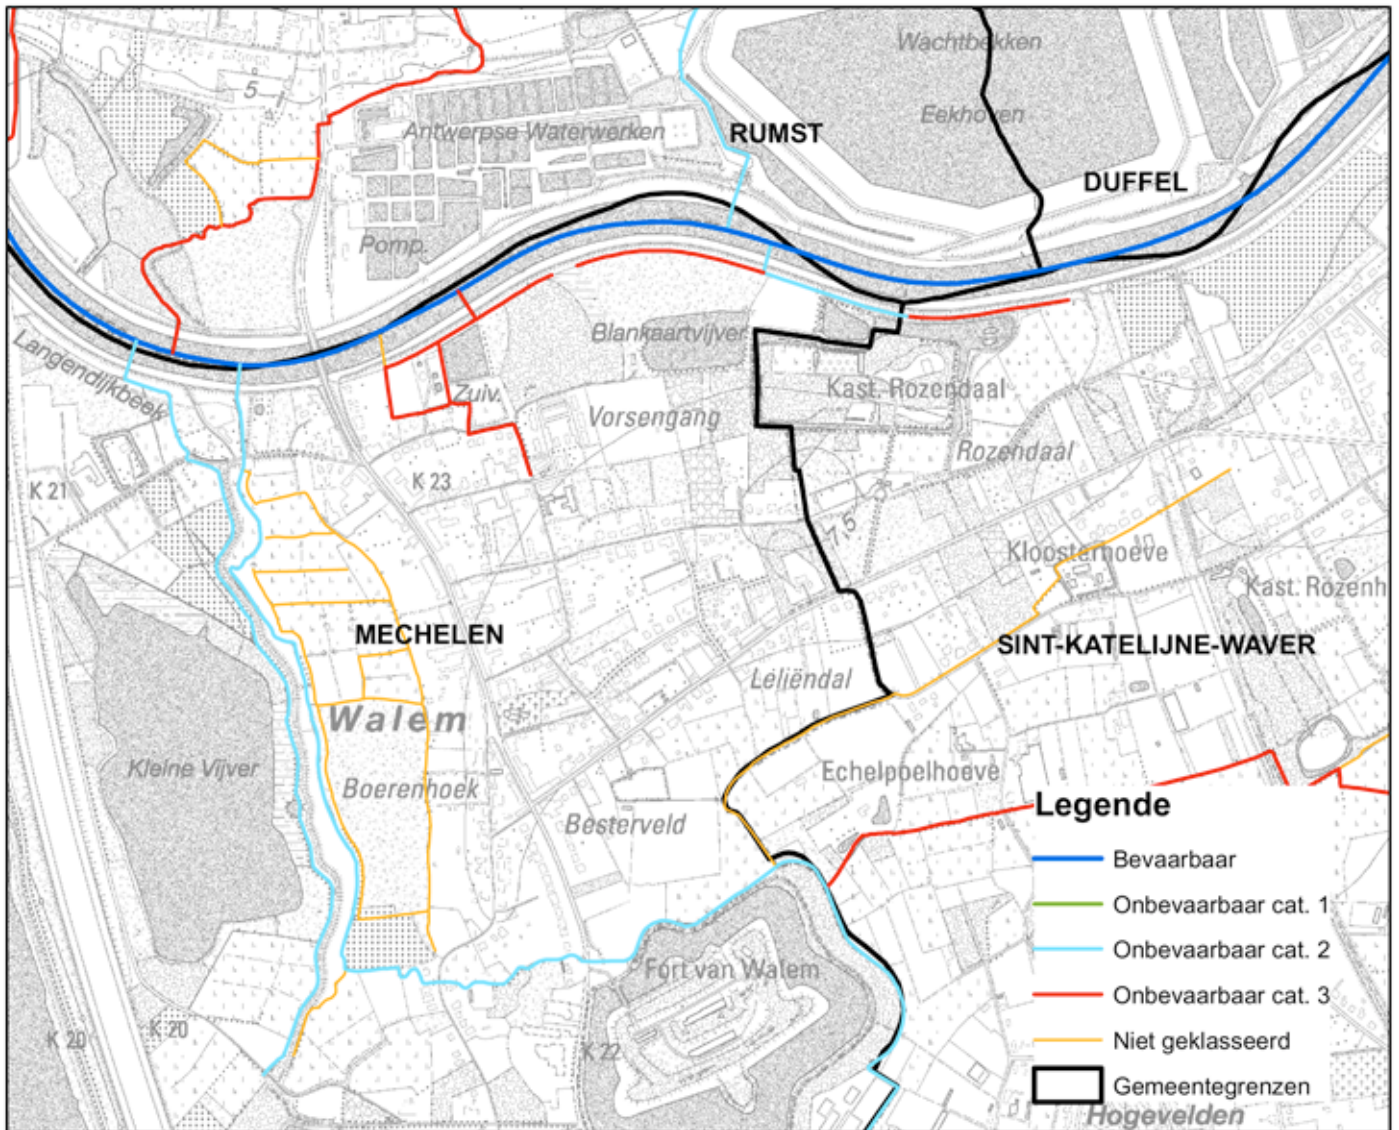 Wachtbekken
5
Antwerpse Waterwerken
RUMST
Eekhoven
DUFFEL
Pomp.
Langendijkbeek
Blankaartvijver
Zuiv.
Vorsengang
Kast. Rozendaal
Rozendaal
K 21
K 23
7,5
Kloosterhoeve
Kast. Rozenh
MECHELEN
SINT-KATELIJNE-WAVER
Leliëndal
Walem
Kleine Vijver
Boerenhoek
Echelpoelhoeve
Besterveld
Legende
Bevaarbaar
Onbevaarbaar cat. 1
Onbevaarbaar cat. 2
Fort van Walem
Onbevaarbaar cat. 3
K 20
K 20
K 22
Niet geklasseerd
Gemeentegrenzen
Hogevelden